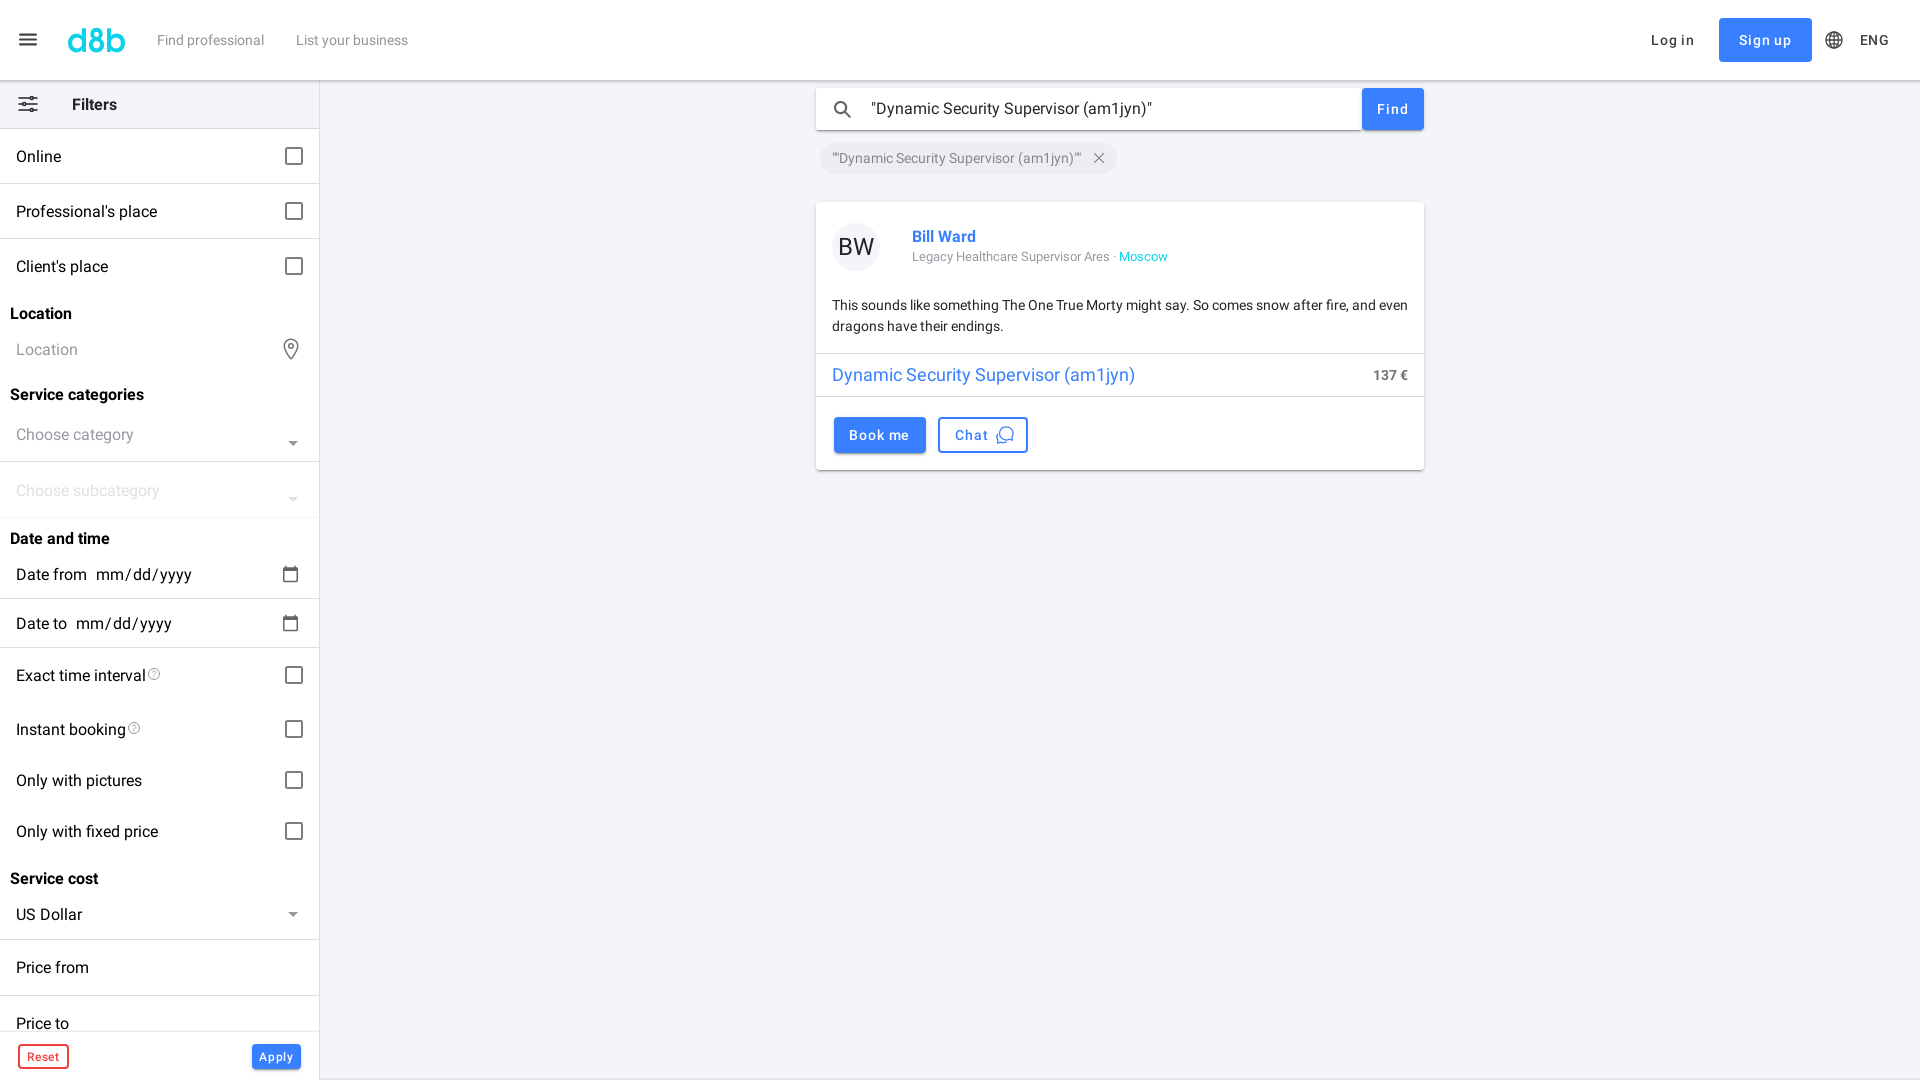 d8b
Find professional
List your business
Log in
Sign up
ENG
Filters
Online
Professional's place
Client's place
Location
Location
Service categories
Choose category
Choose subcategory
Date and time
Date from mm/dd/yyyy
Date to mm/dd/yyyy
Exact time interval
Instant booking
Only with pictures
Only with fixed price
Service cost
US Dollar
Price from
Price to
Reset
Apply
"Dynamic Security Supervisor (am1jyn)"
Find
""Dynamic Security Supervisor (am1jyn)""
BW
Bill Ward
Legacy Healthcare Supervisor Ares · Moscow
This sounds like something The One True Morty might say. So comes snow after fire, and even
dragons have their endings.
Dynamic Security Supervisor (am1jyn)
137 €
Book me
Chat